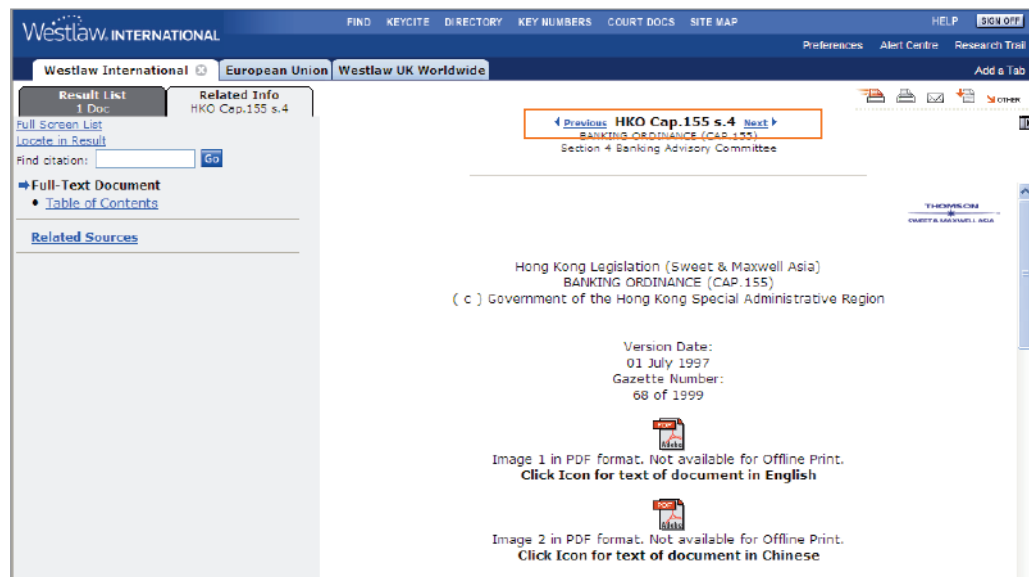 Westlaw. INTERNATIONAL
FIND KEYCITE DIRECTORY KEY NUMBERS COURT DOCS SITE MAP
HELP SIGN OFF
Preferences Alert Centre Research Trail
Westlaw International European Union Westlaw UK Worldwide
Add a Tab
Result List
1 Doc
Related Info
HKO Cap.155 s.4
Full Screen List
Locate in Result
Find citation: Go
Full-Text Document
• Table of Contents
Related Sources
OTHER
Previous HKO Cap.155 s.4 Next
BANKING ORDINANCE (CAP.155)
Section 4 Banking Advisory Committee
THOMSON
SWEET & MAXWELL ASIA
Hong Kong Legislation (Sweet & Maxwell Asia)
BANKING ORDINANCE (CAP.155)
( c ) Government of the Hong Kong Special Administrative Region
Version Date:
01 July 1997
Gazette Number:
68 of 1999
PDF
Adobe
Image 1 in PDF format. Not available for Offline Print.
Click Icon for text of document in English
PDF
Adobe
Image 2 in PDF format. Not available for Offline Print.
Click Icon for text of document in Chinese